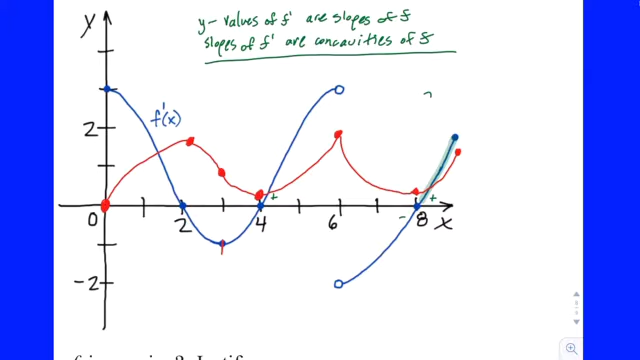 y- values of f' are slopes of f
slopes of f' are concavities of f
Y
f'(x)
2
0
2
4
6
8
X
+
-
+
-2